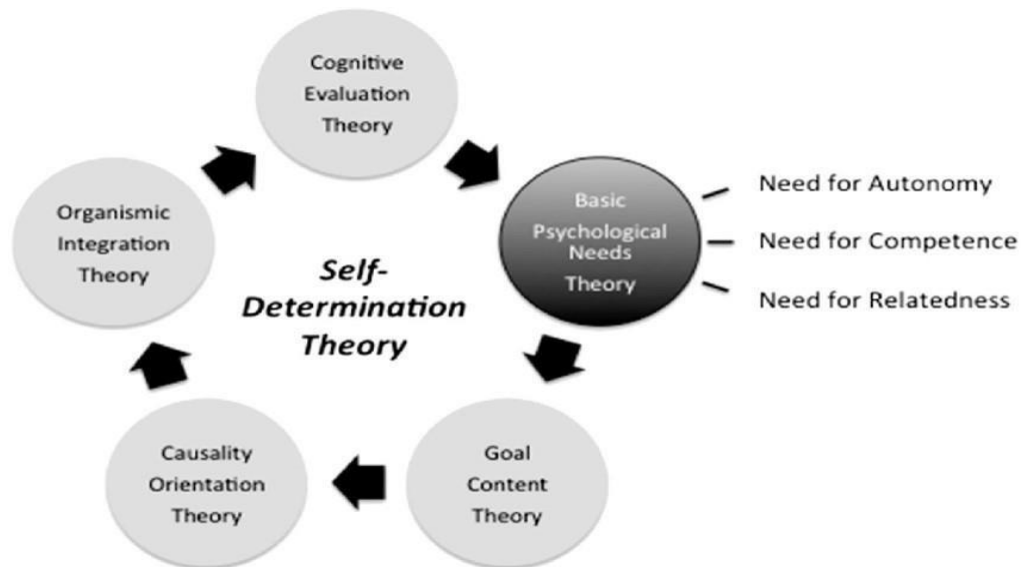 Cognitive
Evaluation
Theory
Basic
Psychological
Needs
Theory
Need for Autonomy
Need for Competence
Need for Relatedness
Organismic
Integration
Theory
Self-
Determination
Theory
Causality
Orientation
Theory
Goal
Content
Theory